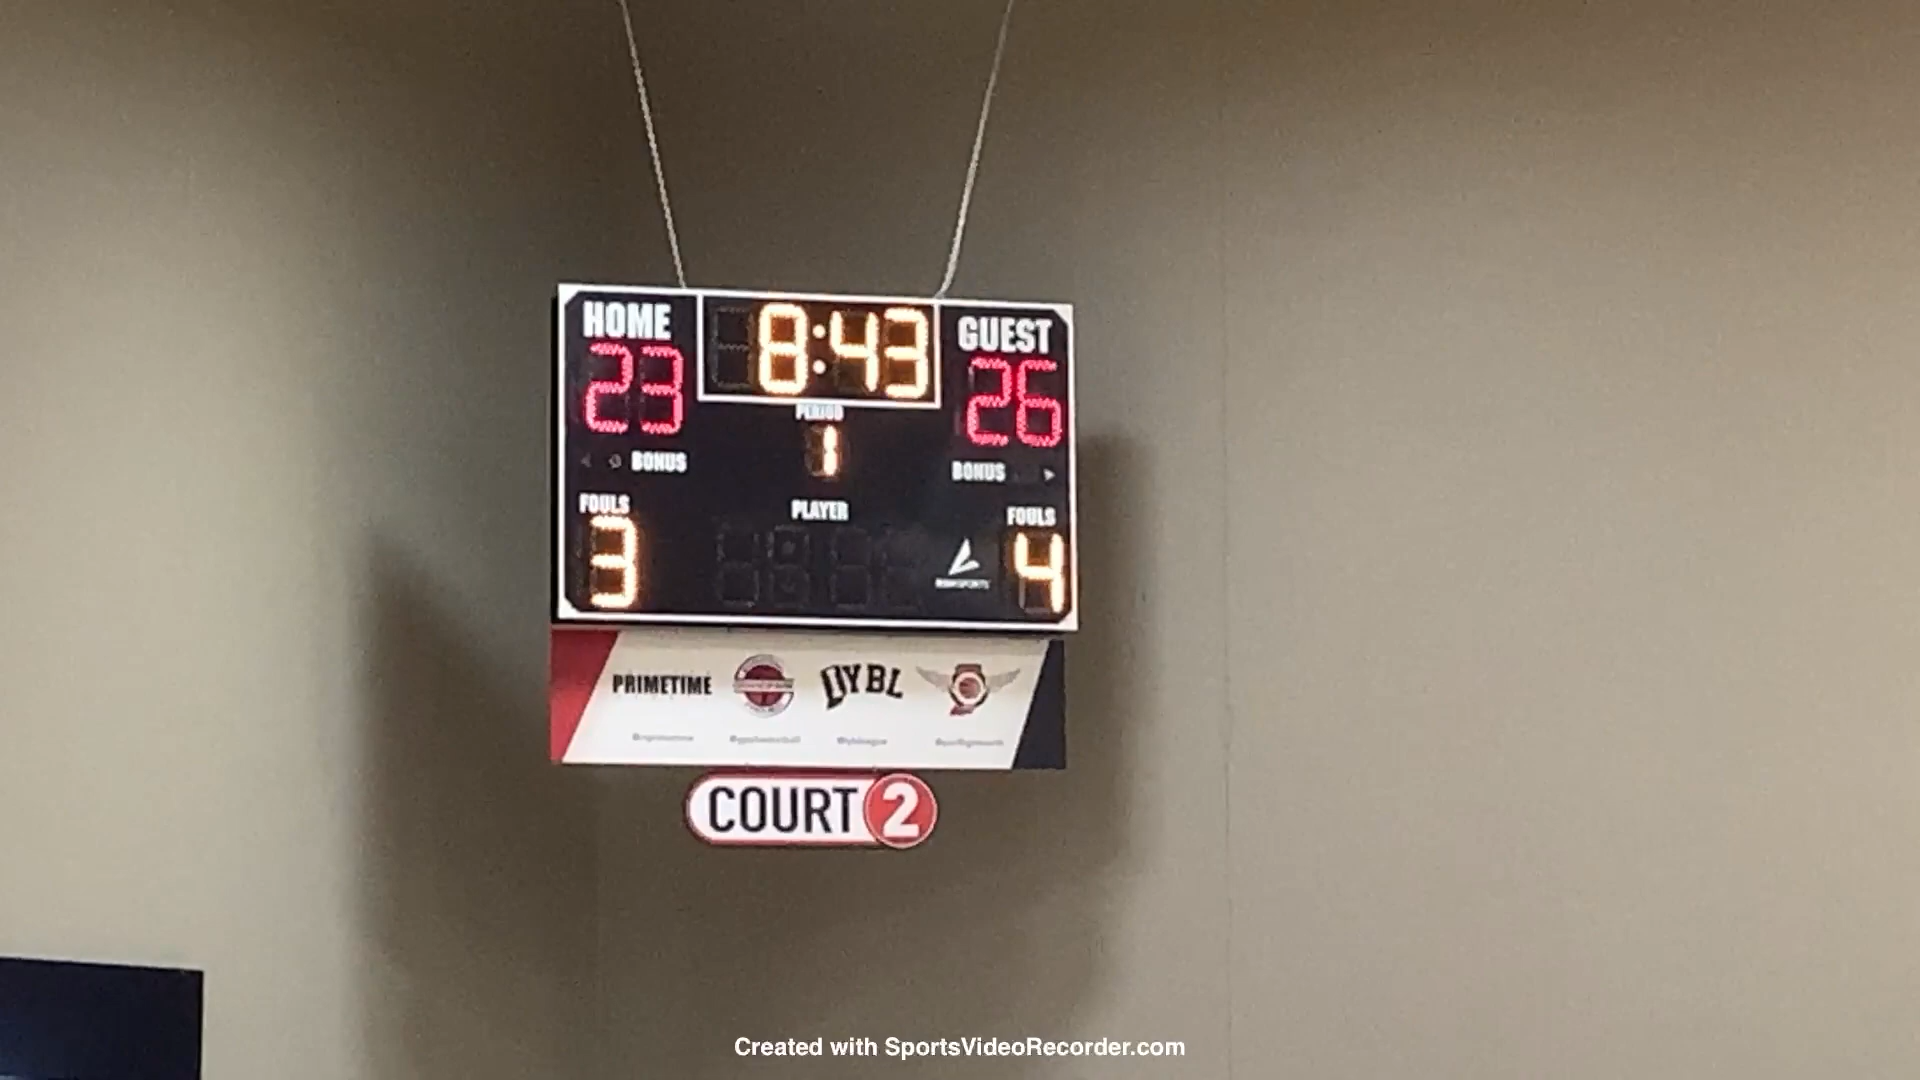 HOME
8:43
GUEST
23
26
PERIOD
1
BONUS
BONUS
FOULS
PLAYER
FOULS
3
4
PRIMETIME
UYBL
COURT 2
Created with SportsVideoRecorder.com